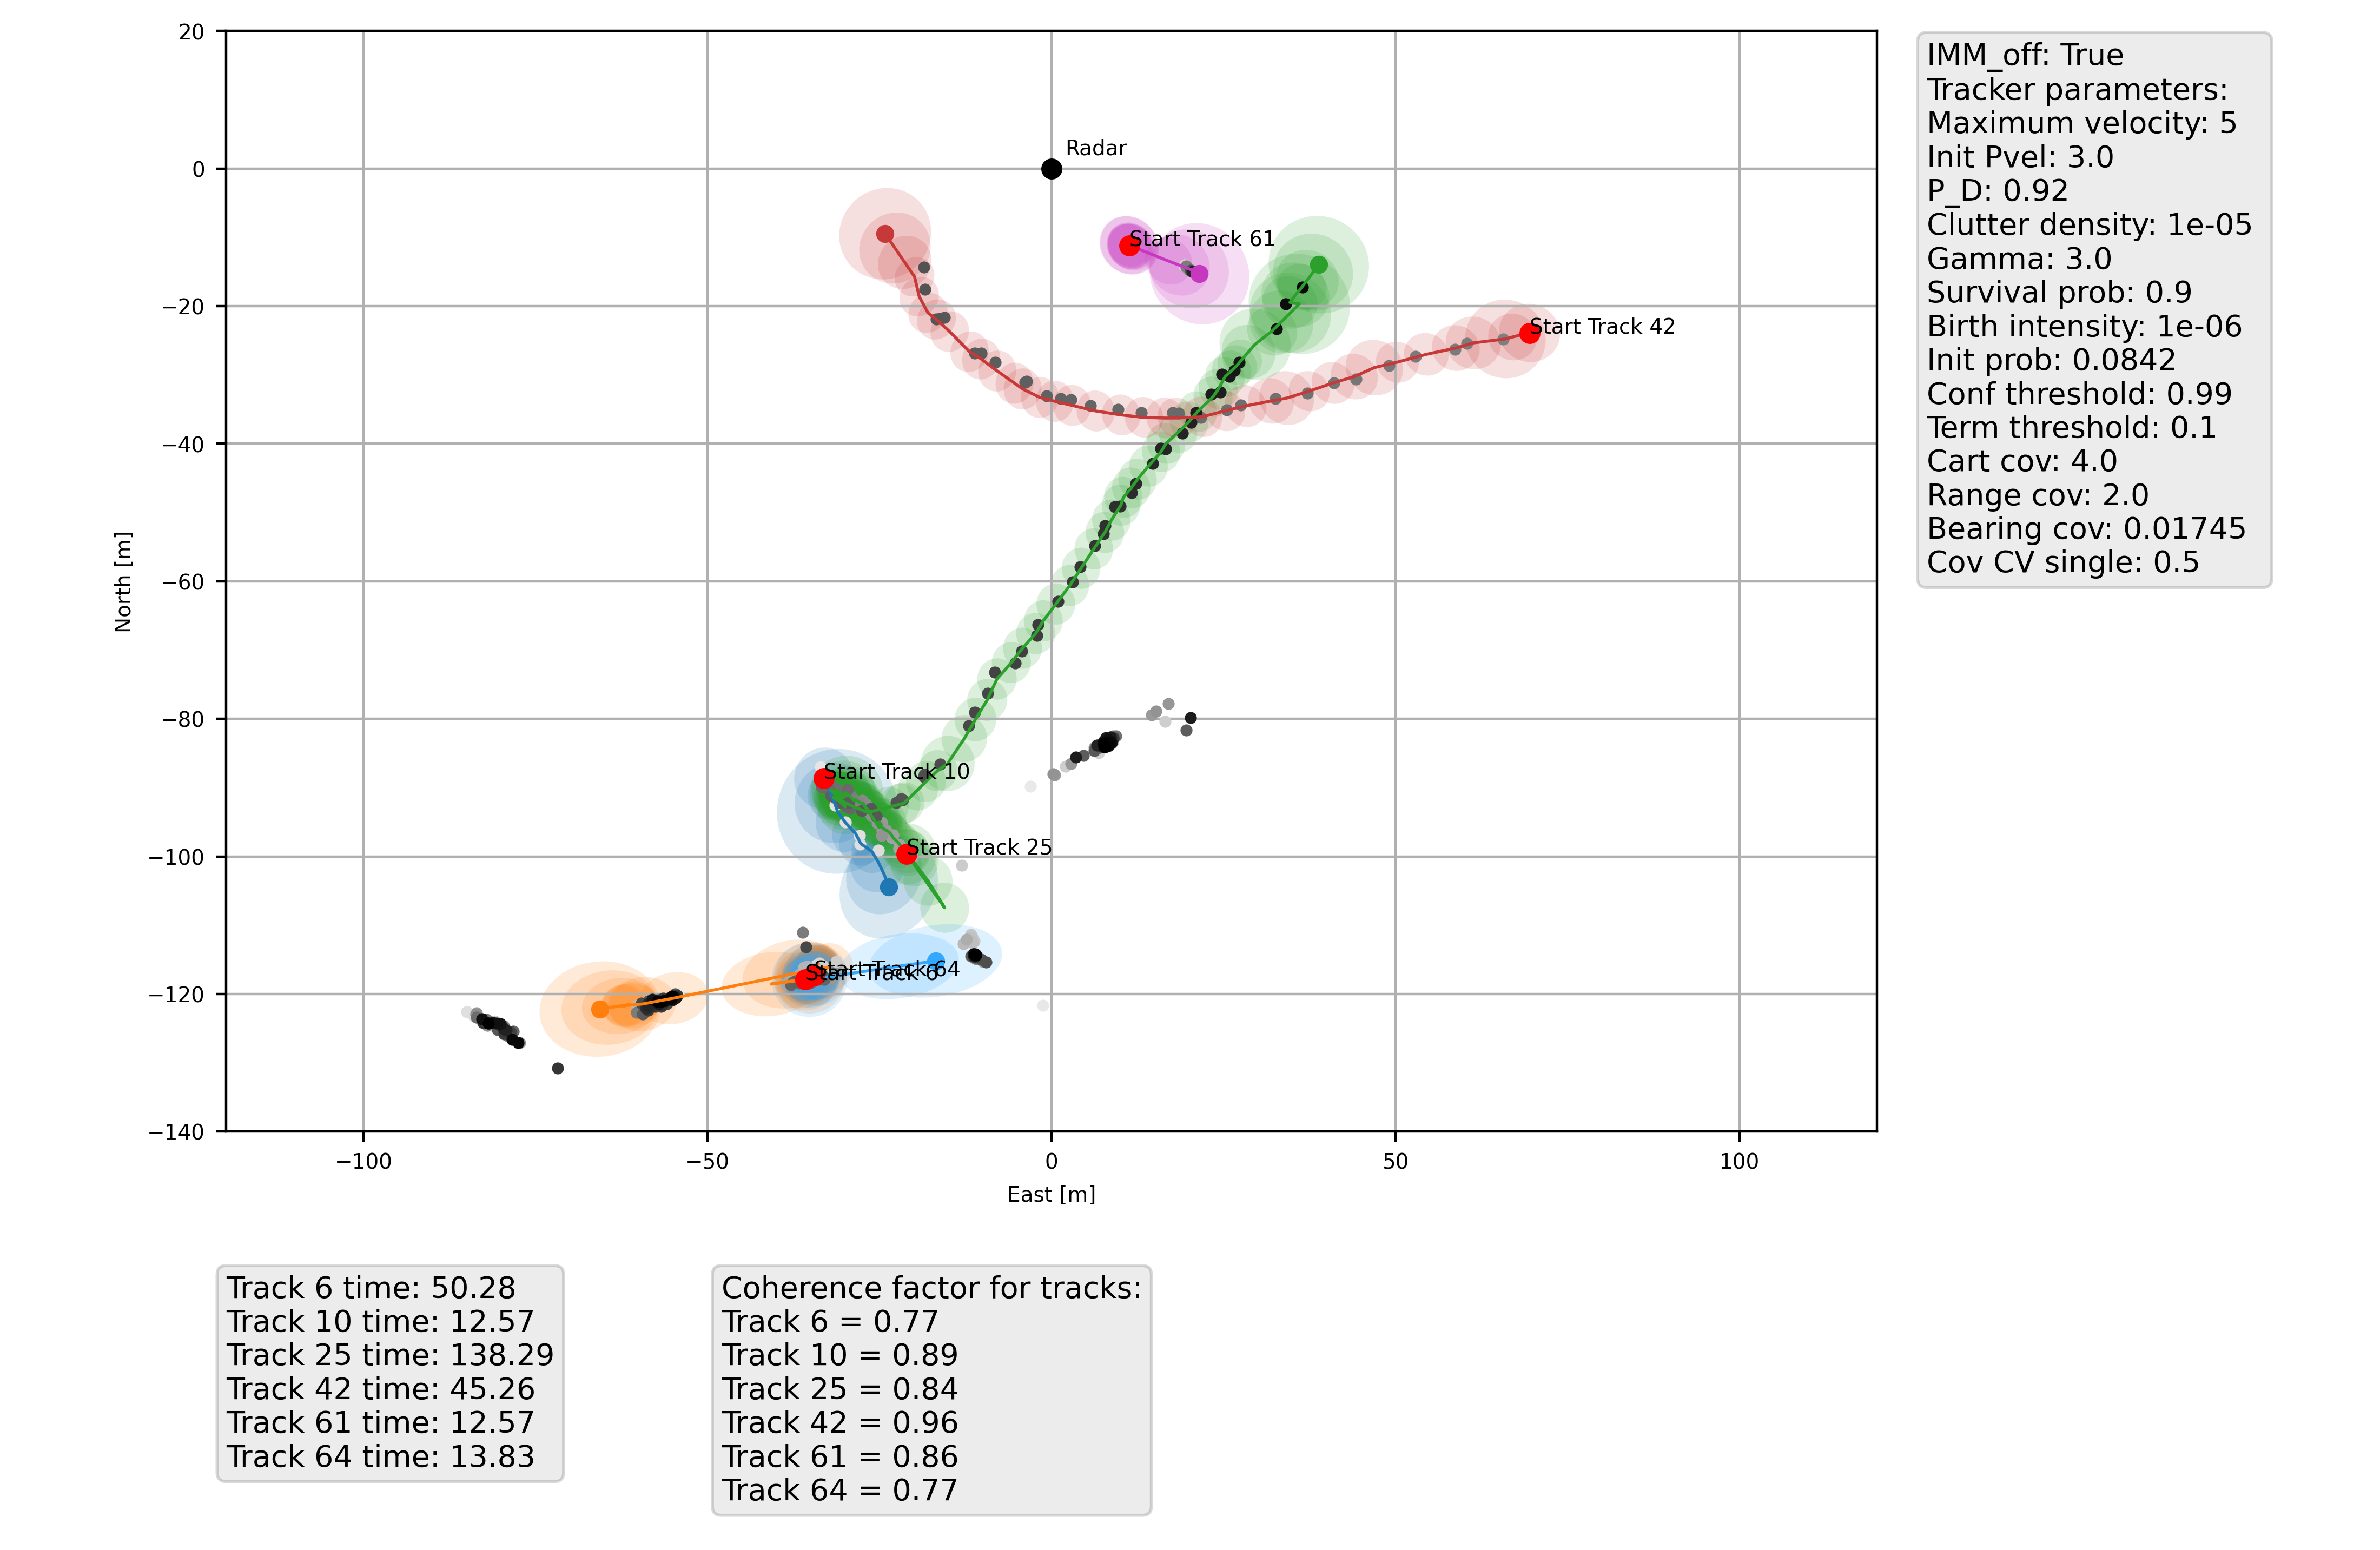 20
0
−20
−40
−60
−80
−100
−120
−140
−100
−50
0
50
100
North [m]
East [m]
Radar
Start Track 61
Start Track 42
Start Track 10
Start Track 25
Start Track 64
Start Track 6
IMM_off: True
Tracker parameters:
Maximum velocity: 5
Init Pvel: 3.0
P_D: 0.92
Clutter density: 1e-05
Gamma: 3.0
Survival prob: 0.9
Birth intensity: 1e-06
Init prob: 0.0842
Conf threshold: 0.99
Term threshold: 0.1
Cart cov: 4.0
Range cov: 2.0
Bearing cov: 0.01745
Cov CV single: 0.5
Track 6 time: 50.28
Track 10 time: 12.57
Track 25 time: 138.29
Track 42 time: 45.26
Track 61 time: 12.57
Track 64 time: 13.83
Coherence factor for tracks:
Track 6 = 0.77
Track 10 = 0.89
Track 25 = 0.84
Track 42 = 0.96
Track 61 = 0.86
Track 64 = 0.77